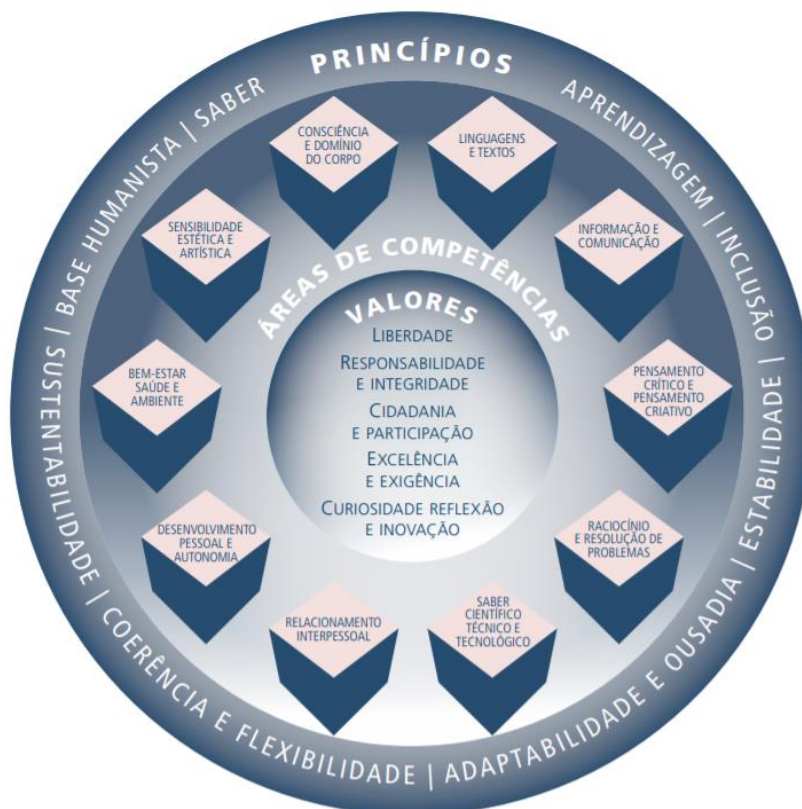 PRINCÍPIOS
SUSTENTABILIDADE | BASE HUMANISTA | SABER
APRENDIZAGEM | INCLUSÃO | ESTABILIDADE |
COERÊNCIA E FLEXIBILIDADE | ADAPTABILIDADE E OUSADIA |
ÁREAS DE COMPETÊNCIAS
CONSCIÊNCIA
E DOMÍNIO
DO CORPO
LINGUAGENS
E TEXTOS
INFORMAÇÃO E
COMUNICAÇÃO
PENSAMENTO
CRÍTICO E
PENSAMENTO
CRIATIVO
RACIOCÍNIO
E RESOLUÇÃO DE
PROBLEMAS
SABER
CIENTÍFICO
TÉCNICO E
TECNOLÓGICO
RELACIONAMENTO
INTERPESSOAL
DESENVOLVIMENTO
PESSOAL E
AUTONOMIA
BEM-ESTAR
SAÚDE E
AMBIENTE
SENSIBILIDADE
ESTÉTICA E
ARTÍSTICA
VALORES
LIBERDADE
RESPONSABILIDADE
E INTEGRIDADE
CIDADANIA
E PARTICIPAÇÃO
EXCELÊNCIA
E EXIGÊNCIA
CURIOSIDADE REFLEXÃO
E INOVAÇÃO